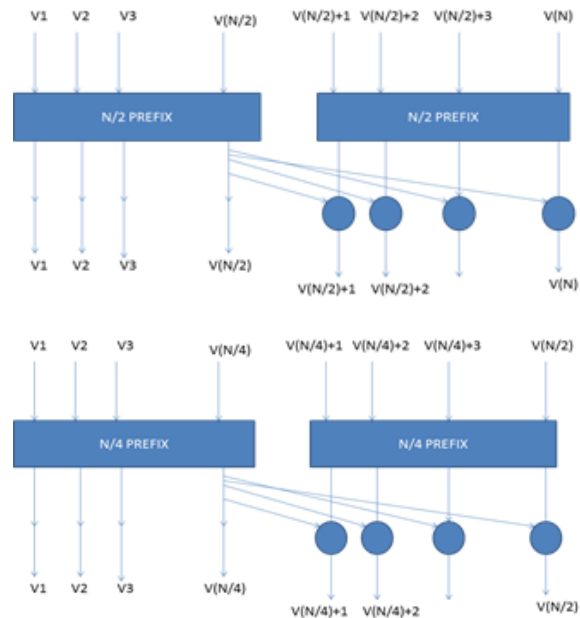 V1 V2 V3 V(N/2) V(N/2)+1 V(N/2)+2 V(N/2)+3 V(N)
N/2 PREFIX N/2 PREFIX
V1 V2 V3 V(N/2) V(N/2)+1 V(N/2)+2 V(N)
V1 V2 V3 V(N/4) V(N/4)+1 V(N/4)+2 V(N/4)+3 V(N/2)
N/4 PREFIX N/4 PREFIX
V1 V2 V3 V(N/4) V(N/4)+1 V(N/4)+2 V(N/2)